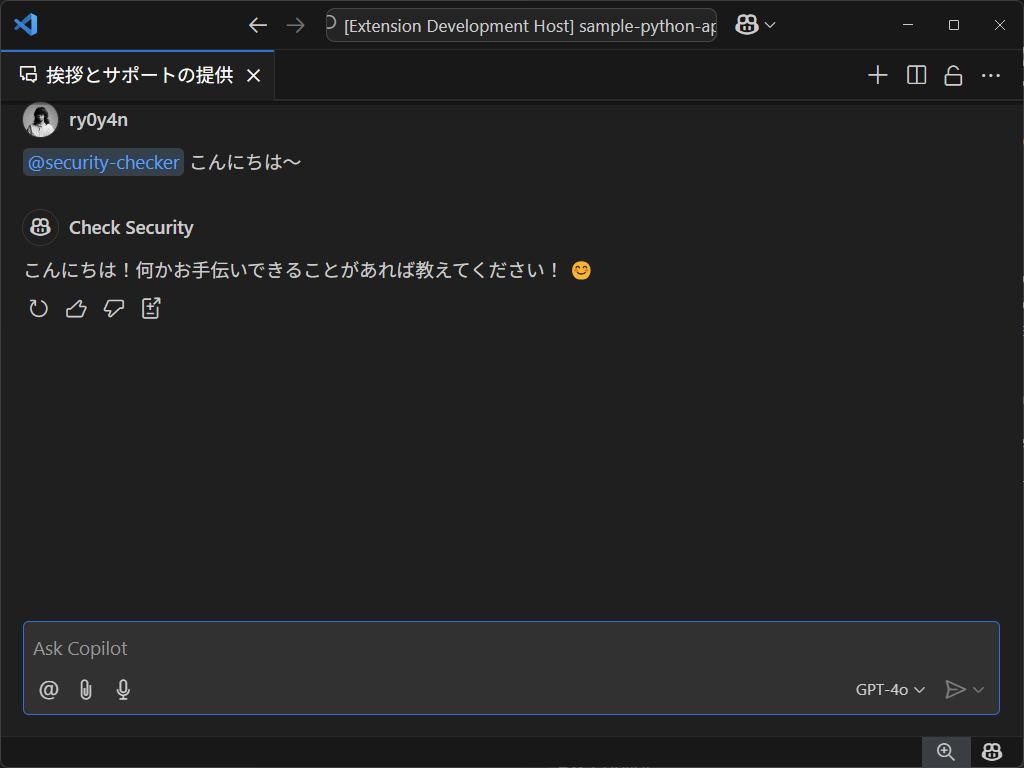 [Extension Development Host] sample-python-ap
挨拶とサポートの提供
ry0y4n
@security-checker こんにちは～
Check Security
こんにちは！何かお手伝いできることがあれば教えてください！ 😊
Ask Copilot
GPT-4o